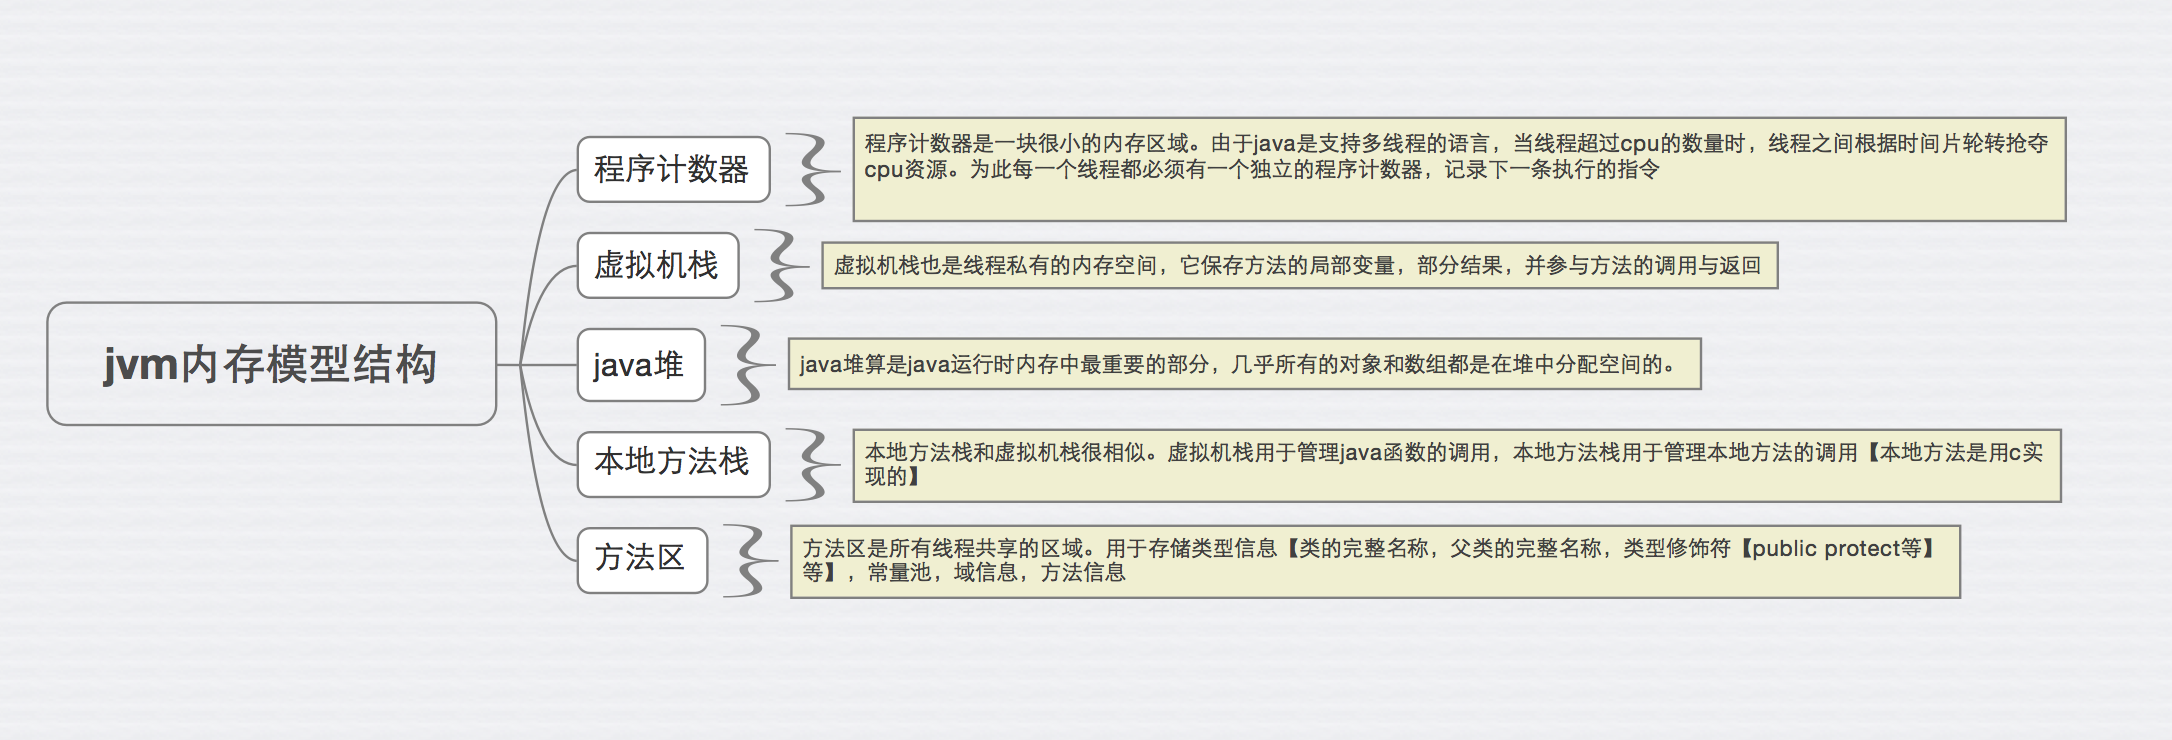 jvm内存模型结构
程序计数器
程序计数器是一块很小的内存区域。由于java是支持多线程的语言，当线程超过cpu的数量时，线程之间根据时间片轮转抢夺
cpu资源。为此每一个线程都必须有一个独立的程序计数器，记录下一条执行的指令
虚拟机栈
虚拟机栈也是线程私有的内存空间，它保存方法的局部变量，部分结果，并参与方法的调用与返回
java堆
java堆算是java运行时内存中最重要的部分，几乎所有的对象和数组都是在堆中分配空间的。
本地方法栈
本地方法栈和虚拟机栈很相似。虚拟机栈用于管理java函数的调用，本地方法栈用于管理本地方法的调用【本地方法是用c实
现的】
方法区
方法区是所有线程共享的区域。用于存储类型信息【类的完整名称，父类的完整名称，类型修饰符【public protect等】
等】，常量池，域信息，方法信息